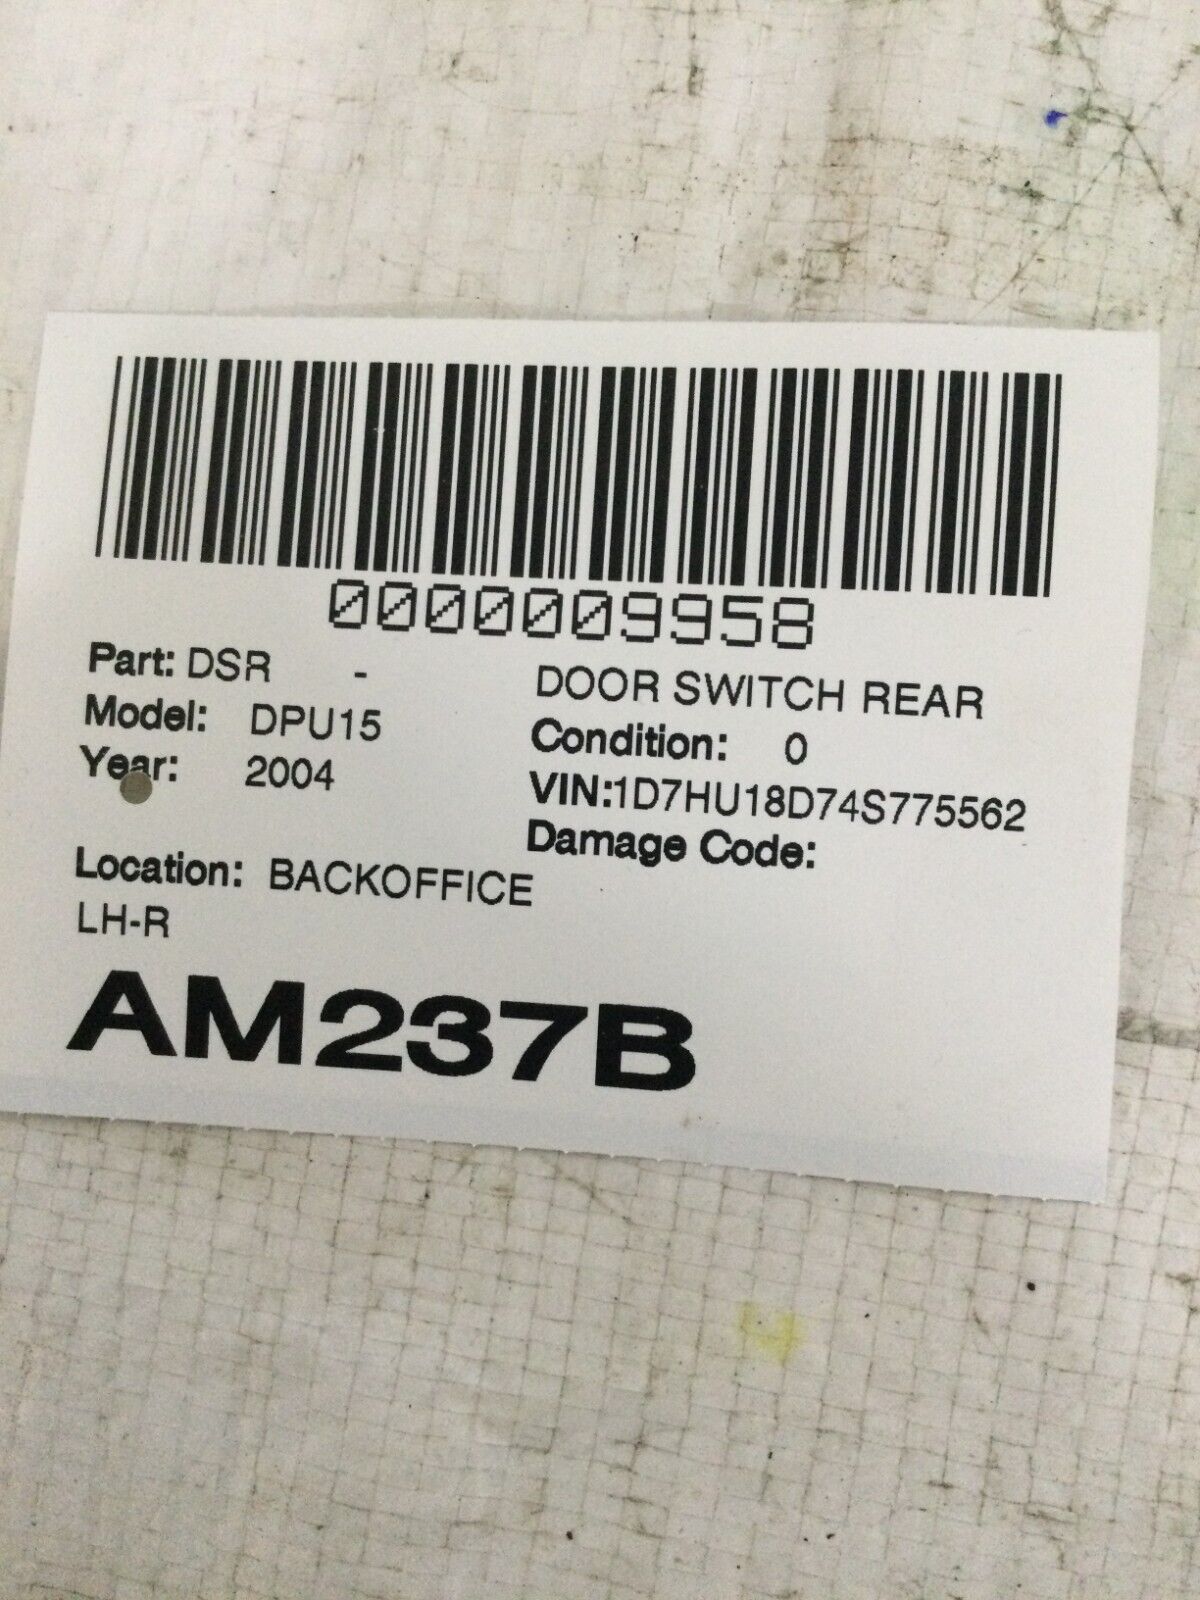 0000009958
Part: DSR - DOOR SWITCH REAR
Model: DPU15 Condition: 0
Year: 2004 VIN:1D7HU18D74S775562
Damage Code:
Location: BACKOFFICE
LH-R
AM237B